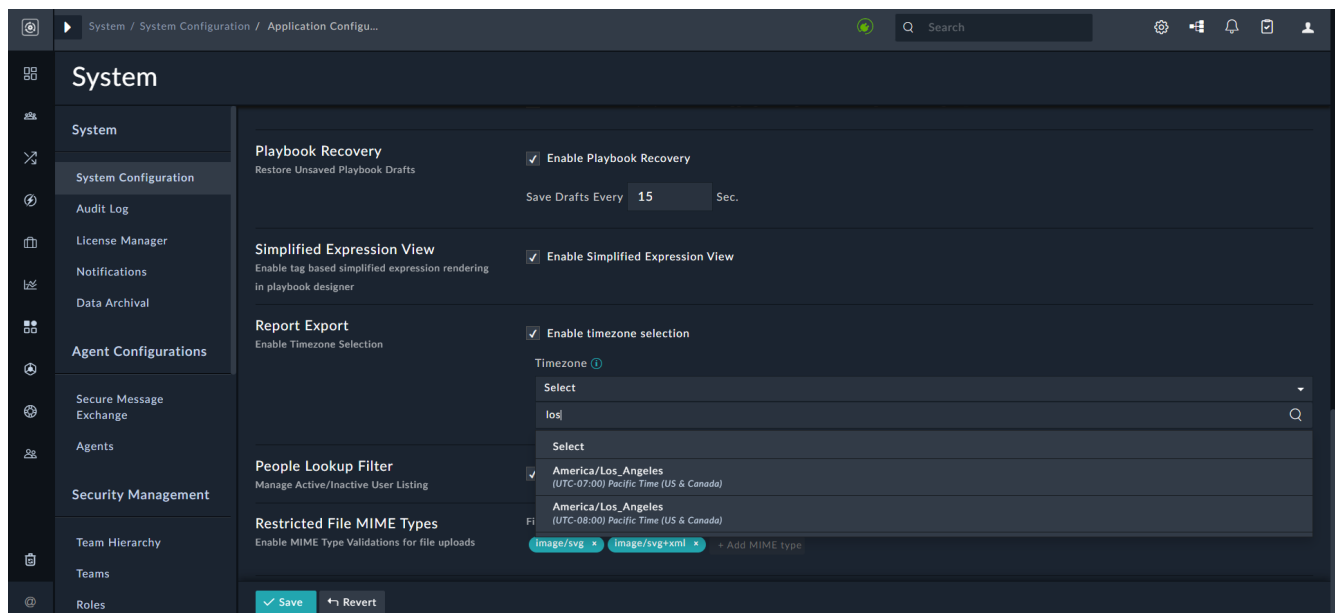 System / System Configuration / Application Configu...
Search
System
System
System Configuration
Audit Log
License Manager
Notifications
Data Archival
Agent Configurations
Secure Message
Exchange
Agents
Security Management
Team Hierarchy
Teams
Roles
@
Playbook Recovery
Restore Unsaved Playbook Drafts
Enable Playbook Recovery
Save Drafts Every 15 Sec.
Simplified Expression View
Enable tag based simplified expression rendering
in playbook designer
Enable Simplified Expression View
Report Export
Enable Timezone Selection
Enable timezone selection
Timezone
Select
los
Select
America/Los_Angeles
(UTC-07:00) Pacific Time (US & Canada)
America/Los_Angeles
(UTC-08:00) Pacific Time (US & Canada)
People Lookup Filter
Manage Active/Inactive User Listing
Restricted File MIME Types
Enable MIME Type Validations for file uploads
Fi
image/svg × image/svg+xml × + Add MIME type
Save Revert